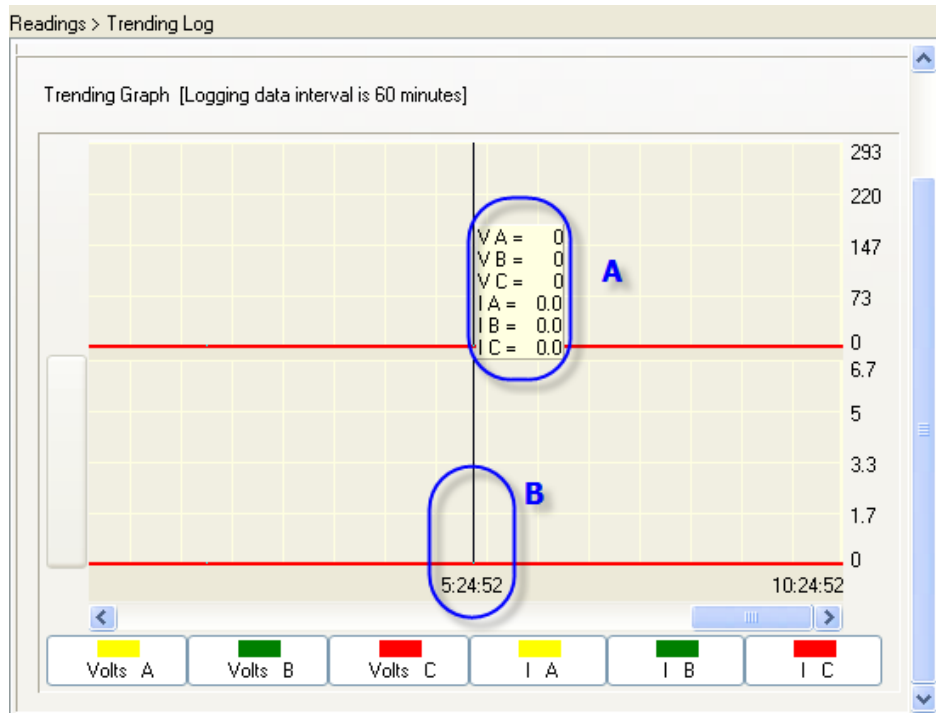 Readings > Trending Log
Trending Graph [Logging data interval is 60 minutes]
293
220
V A = 0
V B = 0
V C = 0
I A = 0.0
I B = 0.0
I C = 0.0
A
147
73
0
6.7
5
3.3
B
1.7
0
5:24:52 10:24:52
Volts A Volts B Volts C I A I B I C